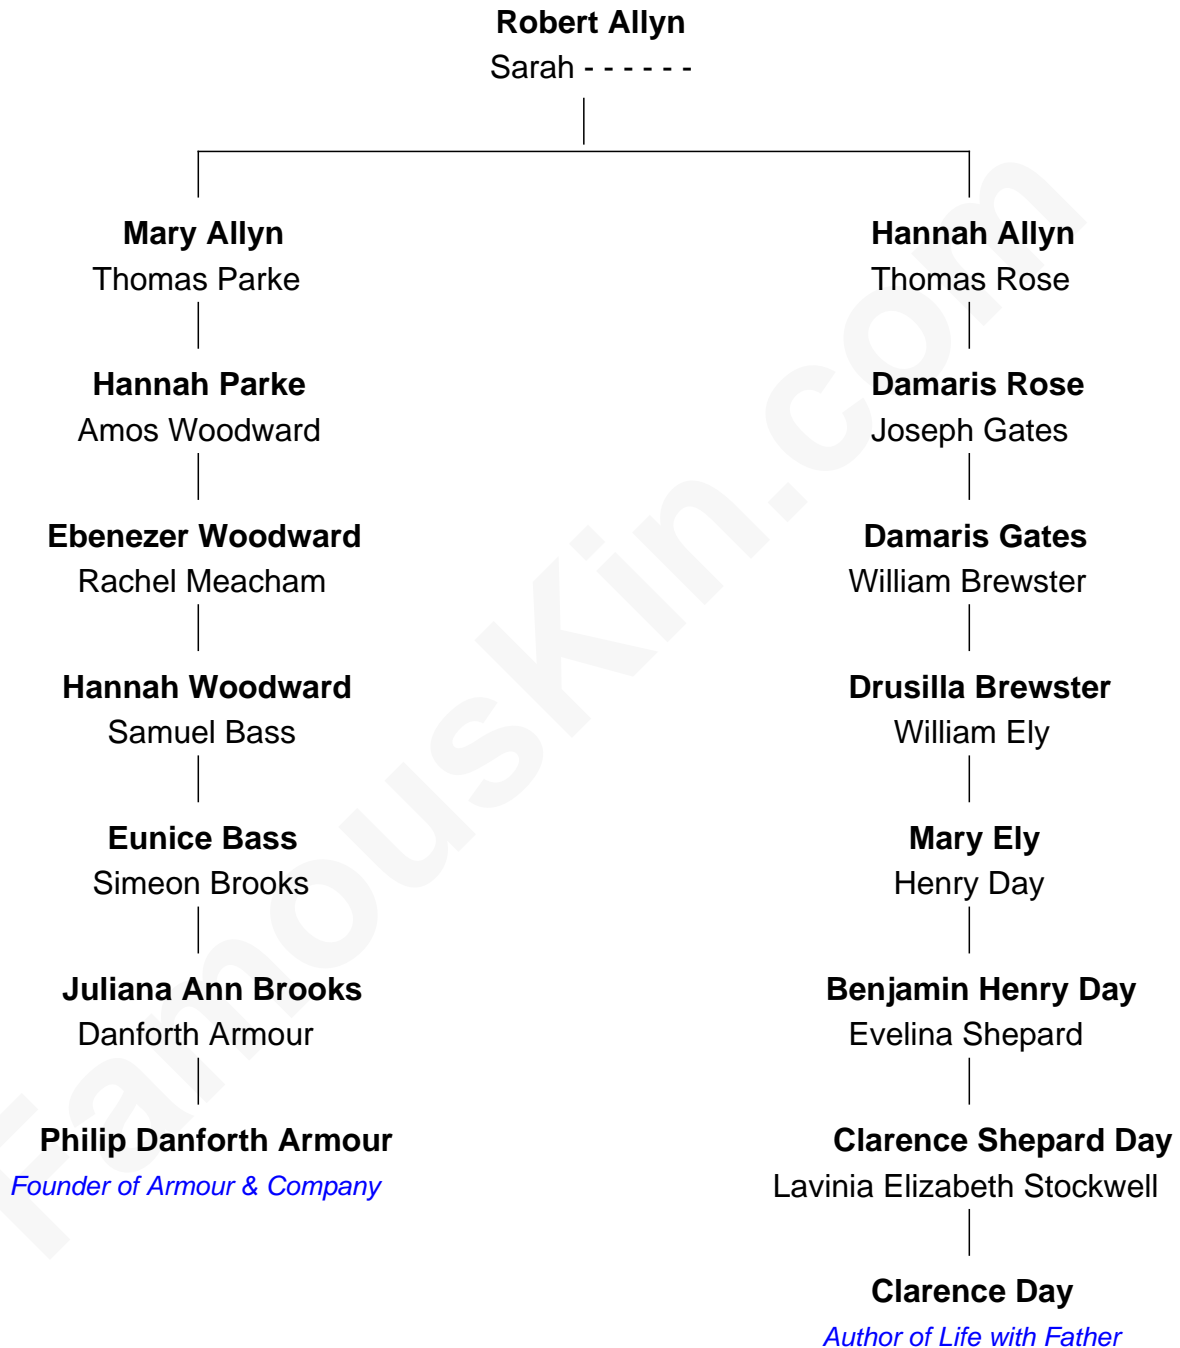 Robert Allyn
Sarah - - - - - -
Mary Allyn
Thomas Parke
Hannah Parke
Amos Woodward
Ebenezer Woodward
Rachel Meacham
Hannah Woodward
Samuel Bass
Eunice Bass
Simeon Brooks
Juliana Ann Brooks
Danforth Armour
Philip Danforth Armour
Founder of Armour & Company
Hannah Allyn
Thomas Rose
Damaris Rose
Joseph Gates
Damaris Gates
William Brewster
Drusilla Brewster
William Ely
Mary Ely
Henry Day
Benjamin Henry Day
Evelina Shepard
Clarence Shepard Day
Lavinia Elizabeth Stockwell
Clarence Day
Author of Life with Father
FamousKin.com